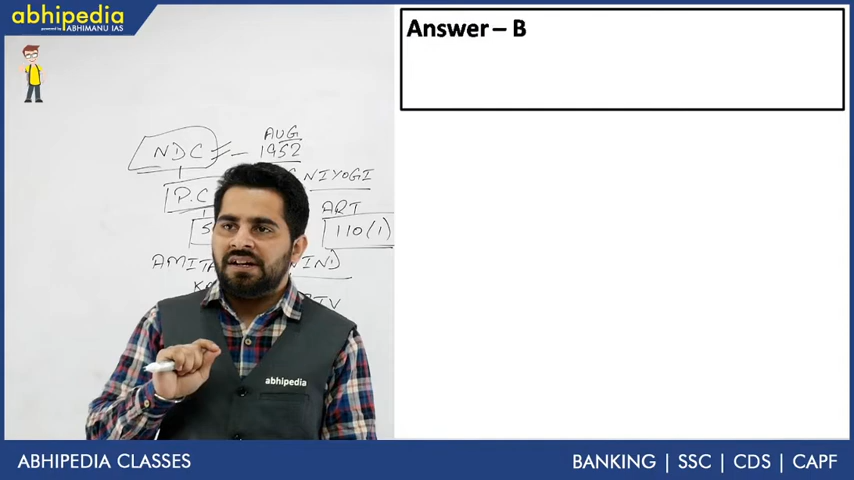 abhipedia
powered by ABHIMANU IAS
Answer – B
AUG
NDC 1952
NIYOGI
P.C
ART
5
110(1)
abhipedia
ABHIPEDIA CLASSES
BANKING | SSC | CDS | CAPF